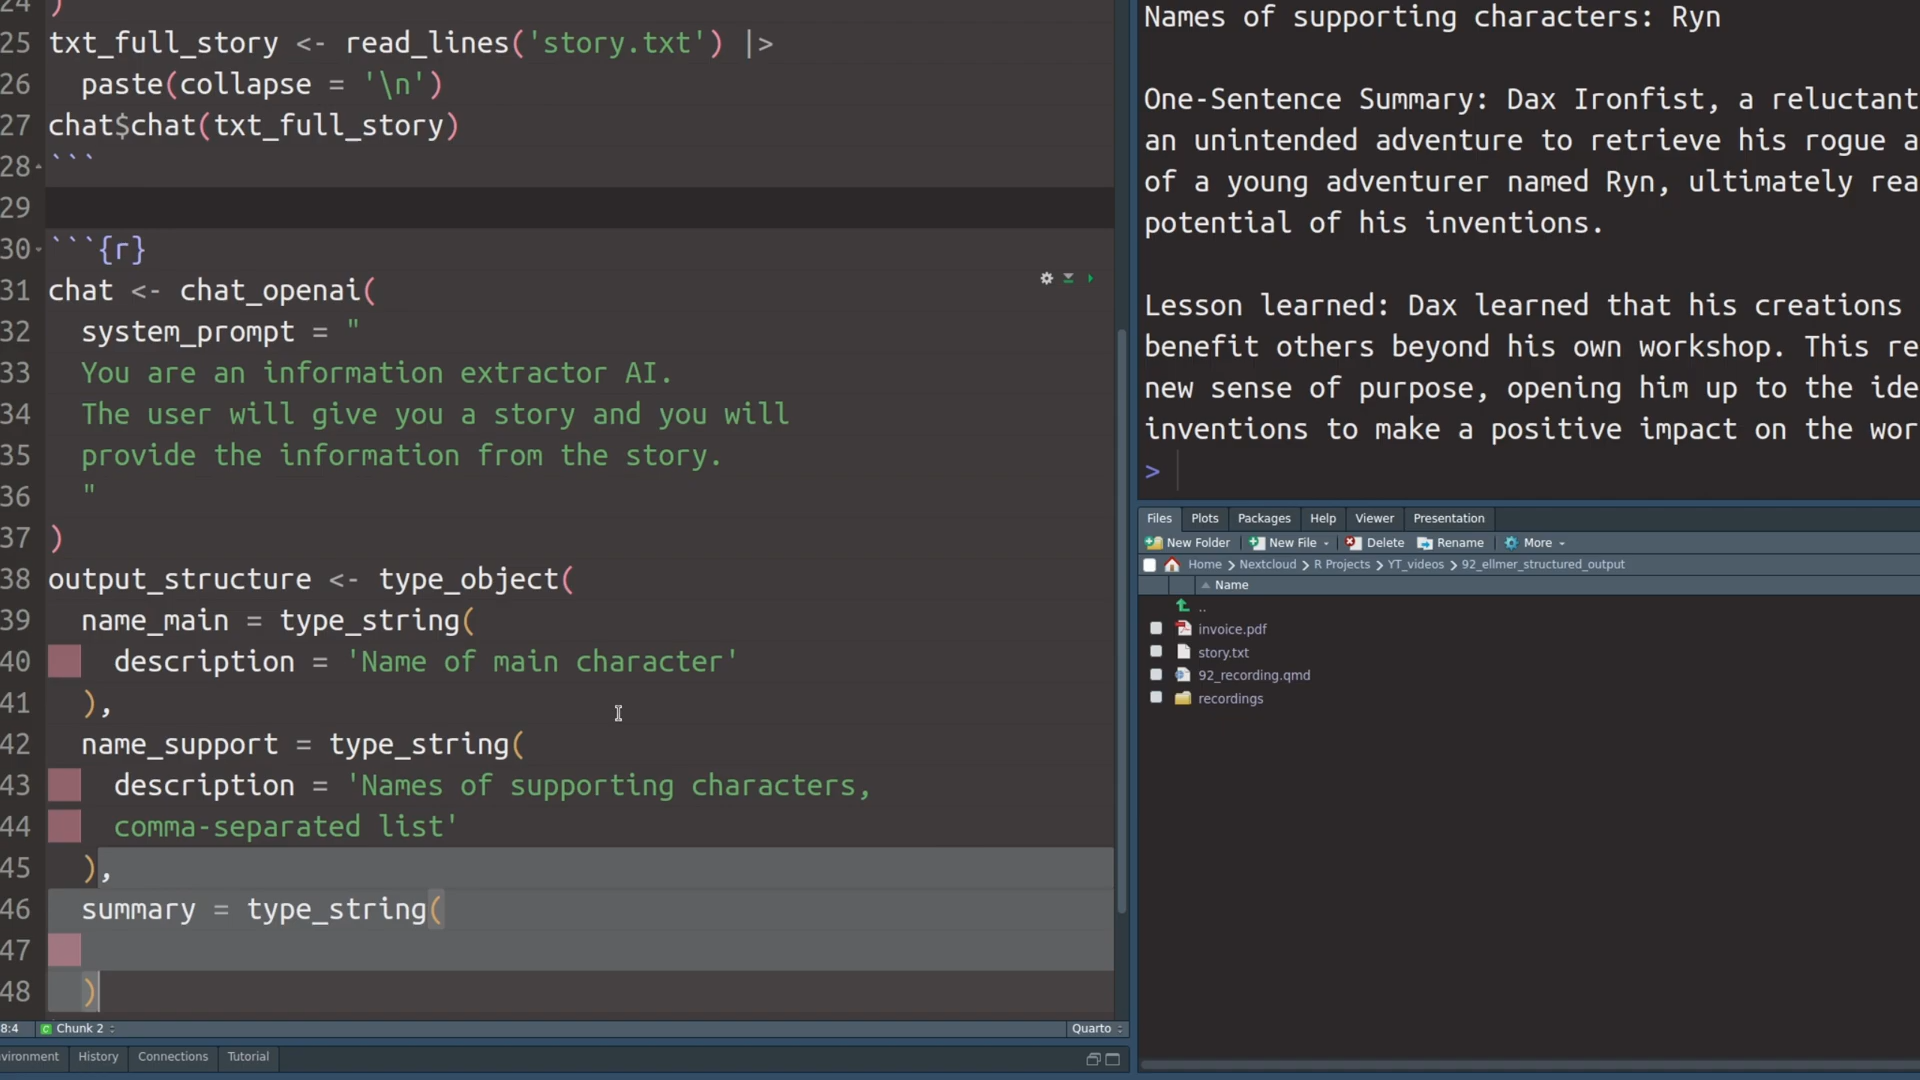 24 )
25 txt_full_story <- read_lines('story.txt') |>
26 paste(collapse = '\n')
27 chat$chat(txt_full_story)
28 ```
29
30 ```{r}
31 chat <- chat_openai(
32 system_prompt = "
33 You are an information extractor AI.
34 The user will give you a story and you will
35 provide the information from the story.
36 "
37 )
38 output_structure <- type_object(
39 name_main = type_string(
40 description = 'Name of main character'
41 ),
42 name_support = type_string(
43 description = 'Names of supporting characters,
44 comma-separated list'
45 ),
46 summary = type_string(
47
48 )
8:4 Chunk 2 Quarto
vironment History Connections Tutorial
Names of supporting characters: Ryn
One-Sentence Summary: Dax Ironfist, a reluctant
an unintended adventure to retrieve his rogue a
of a young adventurer named Ryn, ultimately rea
potential of his inventions.
Lesson learned: Dax learned that his creations
benefit others beyond his own workshop. This re
new sense of purpose, opening him up to the ide
inventions to make a positive impact on the wor
>
Files Plots Packages Help Viewer Presentation
New Folder New File Delete Rename More
Home Nextcloud R Projects YT_videos 92_ellmer_structured_output
Name
..
invoice.pdf
story.txt
92_recording.qmd
recordings